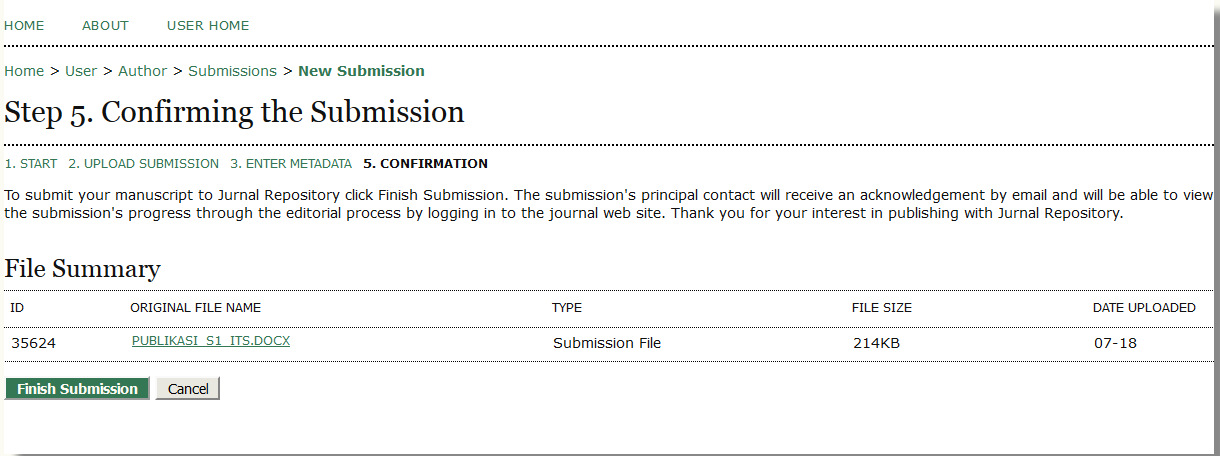 HOME ABOUT USER HOME
Home > User > Author > Submissions > New Submission
Step 5. Confirming the Submission
1. START 2. UPLOAD SUBMISSION 3. ENTER METADATA 5. CONFIRMATION
To submit your manuscript to Jurnal Repository click Finish Submission. The submission's principal contact will receive an acknowledgement by email and will be able to view
the submission's progress through the editorial process by logging in to the journal web site. Thank you for your interest in publishing with Jurnal Repository.
File Summary
ID ORIGINAL FILE NAME TYPE FILE SIZE DATE UPLOADED
35624 PUBLIKASI_S1_ITS.DOCX Submission File 214KB 07-18
Finish Submission Cancel